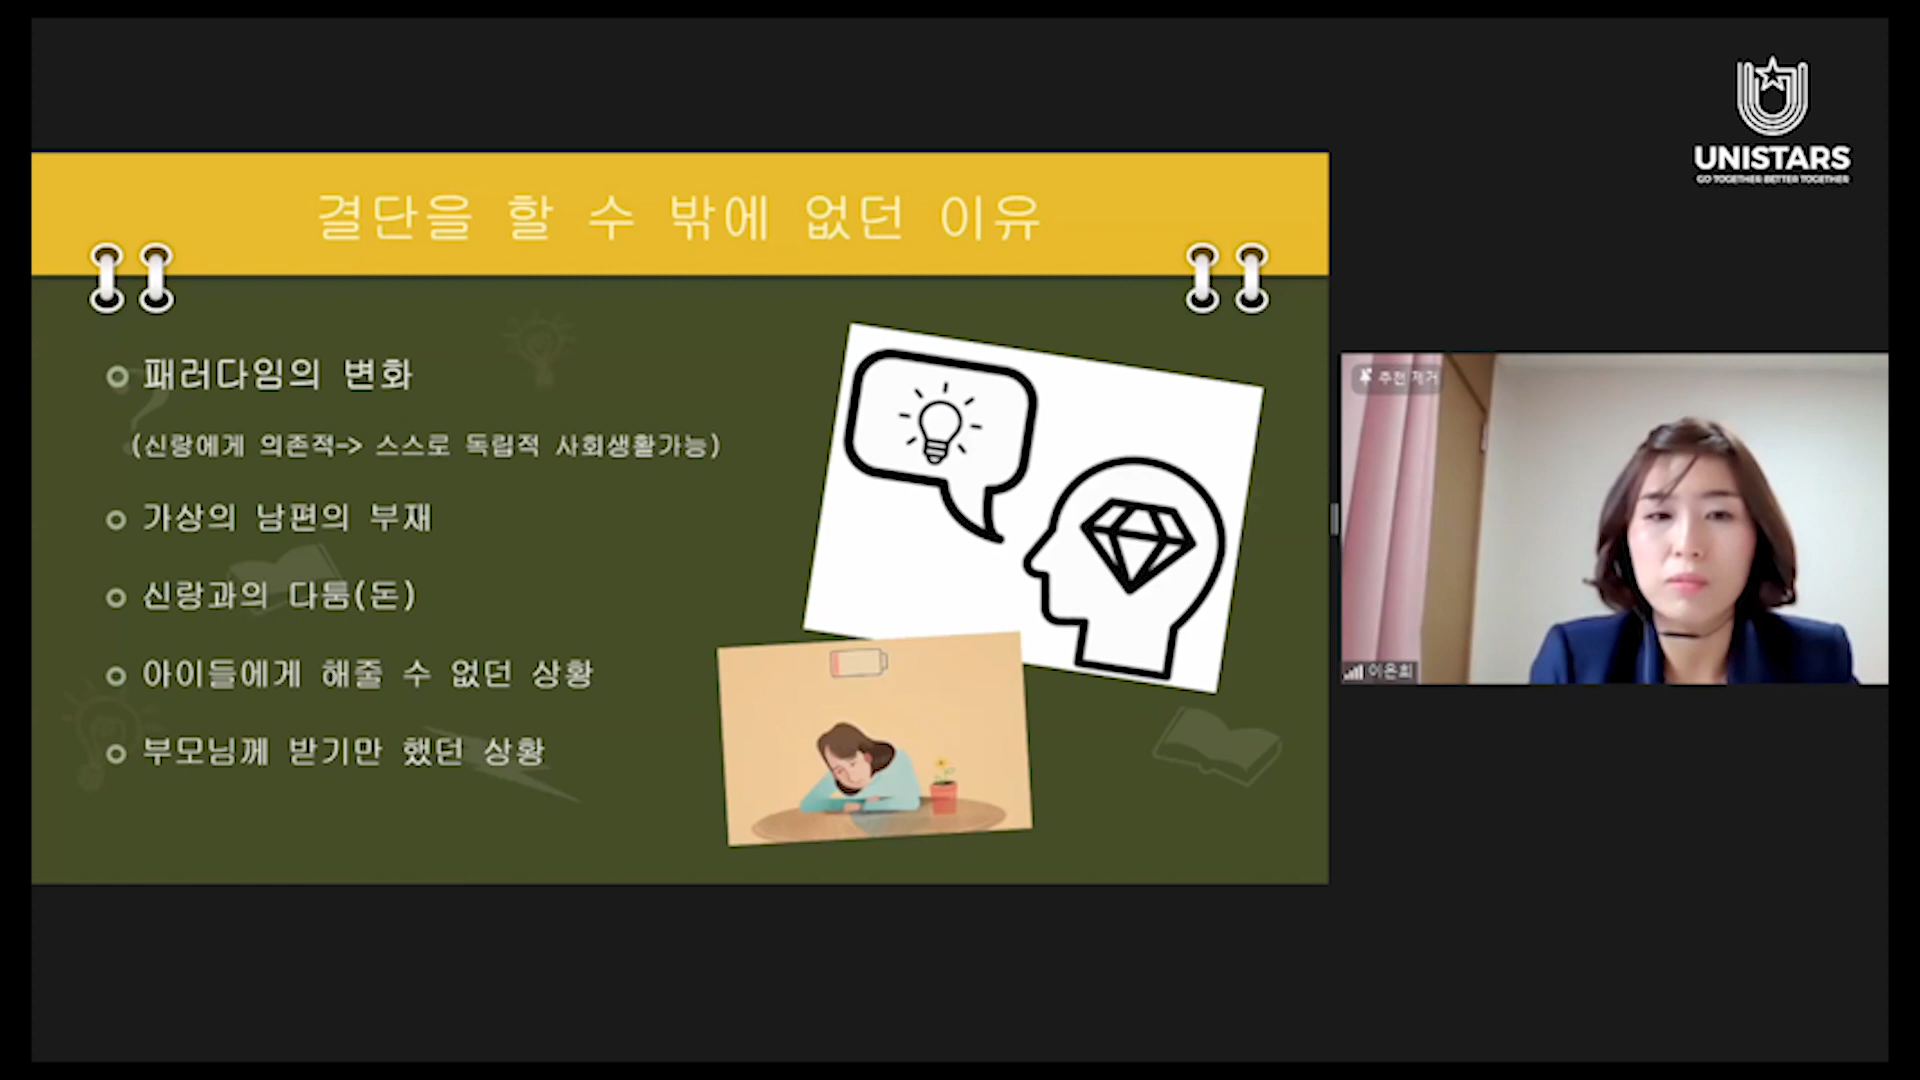 UNISTARS
GO TOGETHER BETTER TOGETHER
결단을 할 수 밖에 없던 이유
패러다임의 변화
(신랑에게 의존적-> 스스로 독립적 사회생활가능)
가상의 남편의 부재
신랑과의 다툼(돈)
아이들에게 해줄 수 없던 상황
부모님께 받기만 했던 상황
추천 제거
이은희